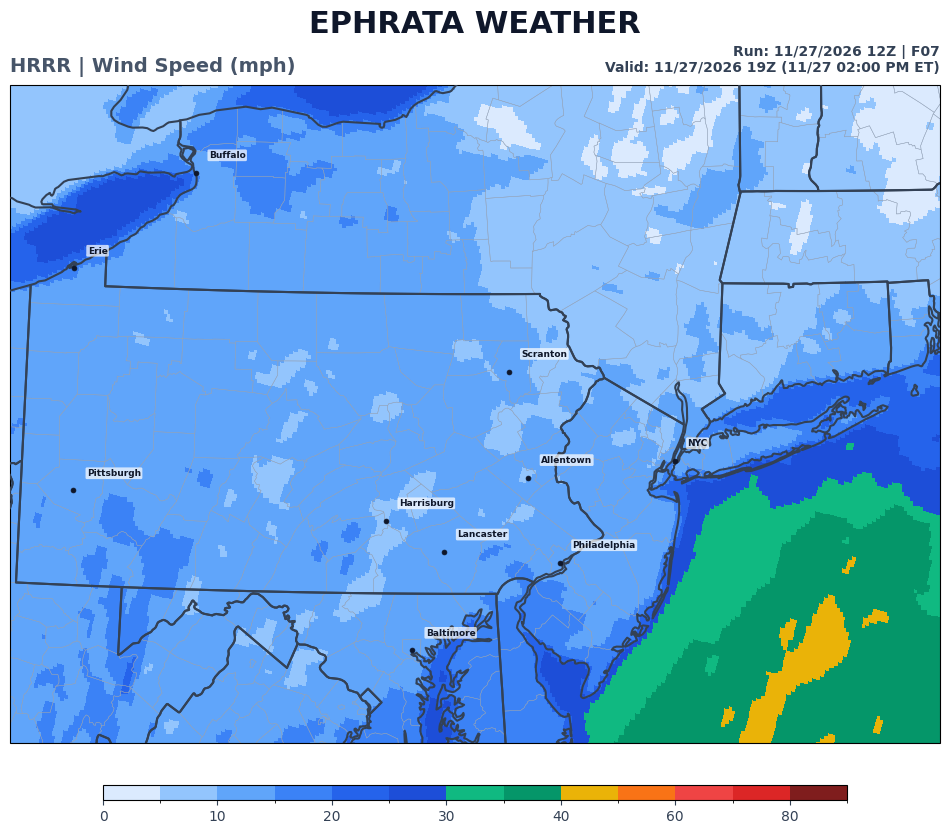 EPHRATA WEATHER
HRRR | Wind Speed (mph)
Run: 11/27/2026 12Z | F07
Valid: 11/27/2026 19Z (11/27 02:00 PM ET)
Buffalo
Erie
Scranton
NYC
Allentown
Pittsburgh
Harrisburg
Lancaster
Philadelphia
Baltimore
0 10 20 30 40 50 60 70 80